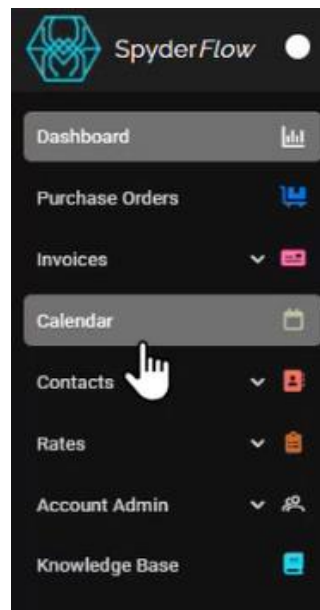 SpyderFlow
Dashboard
Purchase Orders
Invoices
Calendar
Contacts
Rates
Account Admin
Knowledge Base